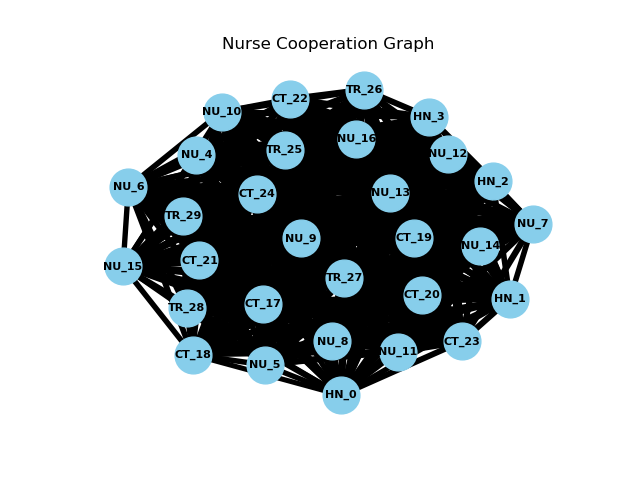 Nurse Cooperation Graph
TR_26
CT_22
NU_10
HN_3
NU_16
TR_25
NU_4
NU_12
HN_2
NU_6
CT_24
NU_13
TR_29
NU_7
NU_9
CT_19
NU_14
CT_21
NU_15
TR_27
CT_20
HN_1
CT_17
TR_28
NU_8
CT_23
NU_11
CT_18
NU_5
HN_0